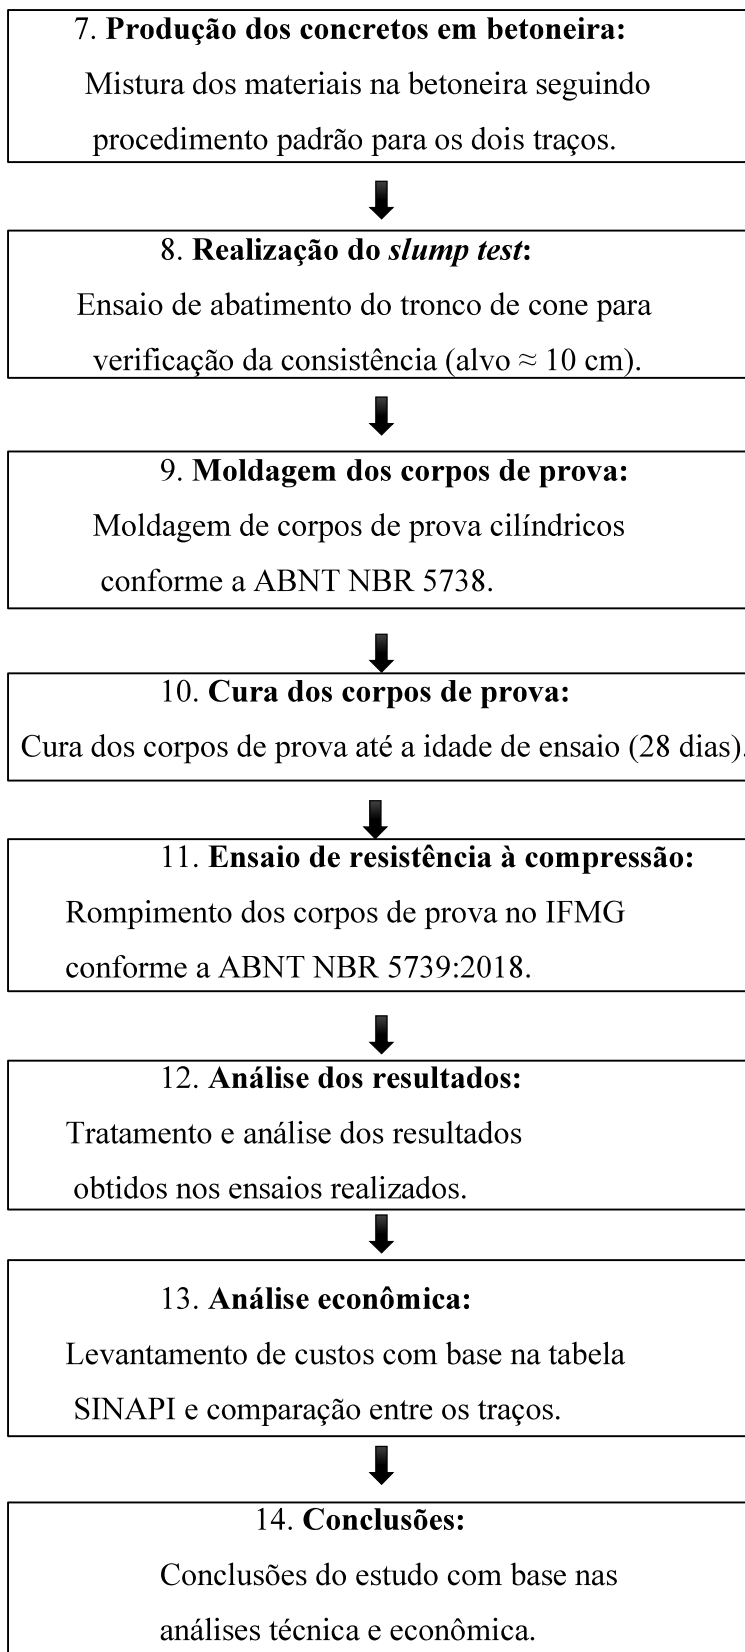 7. Produção dos concretos em betoneira:
Mistura dos materiais na betoneira seguindo
procedimento padrão para os dois traços.
8. Realização do slump test:
Ensaio de abatimento do tronco de cone para
verificação da consistência (alvo ≈ 10 cm).
9. Moldagem dos corpos de prova:
Moldagem de corpos de prova cilíndricos
conforme a ABNT NBR 5738.
10. Cura dos corpos de prova:
Cura dos corpos de prova até a idade de ensaio (28 dias).
11. Ensaio de resistência à compressão:
Rompimento dos corpos de prova no IFMG
conforme a ABNT NBR 5739:2018.
12. Análise dos resultados:
Tratamento e análise dos resultados
obtidos nos ensaios realizados.
13. Análise econômica:
Levantamento de custos com base na tabela
SINAPI e comparação entre os traços.
14. Conclusões:
Conclusões do estudo com base nas
análises técnica e econômica.